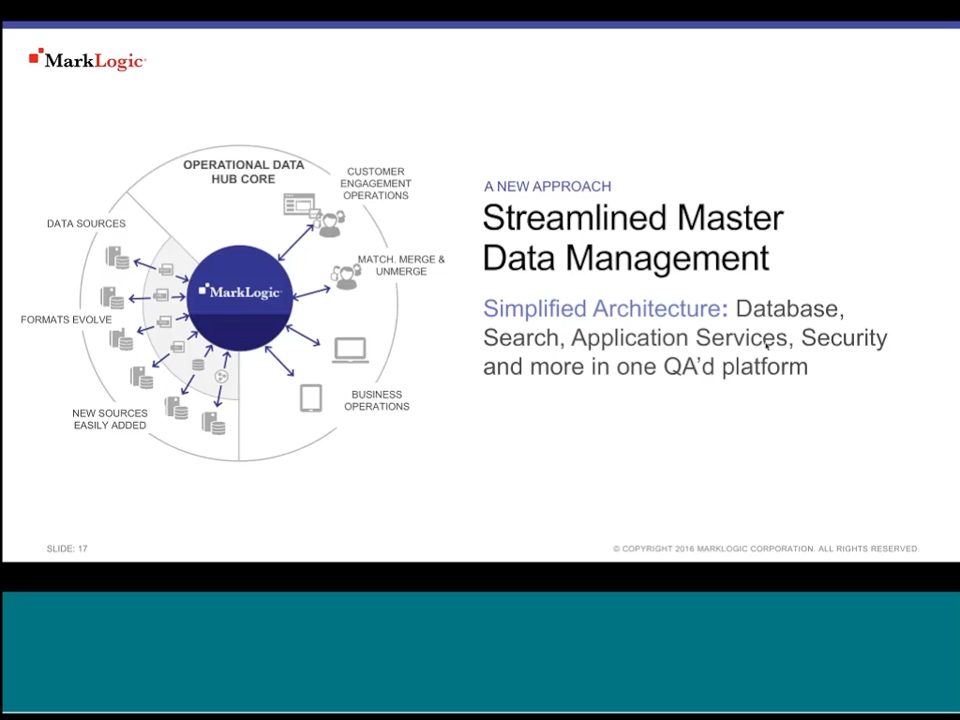 MarkLogic
OPERATIONAL DATA
HUB CORE
CUSTOMER
ENGAGEMENT
OPERATIONS
DATA SOURCES
MATCH. MERGE &
UNMERGE
MarkLogic
FORMATS EVOLVE
BUSINESS
OPERATIONS
NEW SOURCES
EASILY ADDED
A NEW APPROACH
Streamlined Master
Data Management
Simplified Architecture: Database,
Search, Application Services, Security
and more in one QA'd platform
SLIDE: 17
© COPYRIGHT 2016 MARKLOGIC CORPORATION. ALL RIGHTS RESERVED.